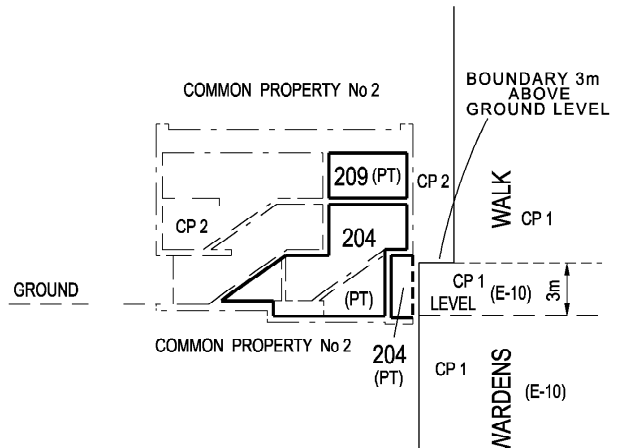 COMMON PROPERTY No 2
BOUNDARY 3m
ABOVE
GROUND LEVEL
209 (PT)
CP 2
WALK
CP 1
CP 2
204
(PT)
GROUND
CP 1
LEVEL
(E-10)
3m
204
(PT)
COMMON PROPERTY No 2
CP 1
WARDENS
(E-10)